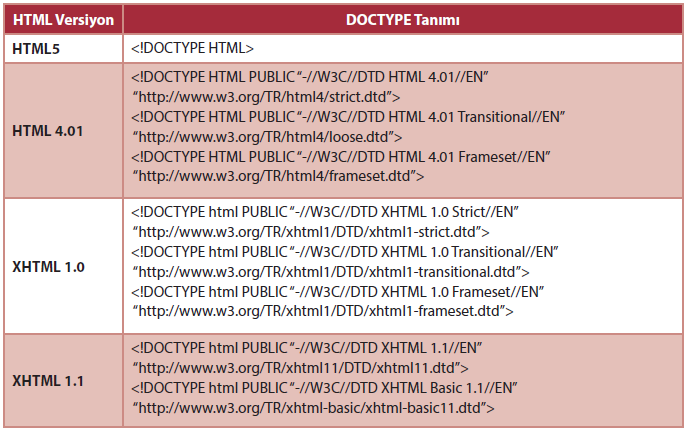 HTML Versiyon DOCTYPE Tanımı
HTML5 <!DOCTYPE HTML>
HTML 4.01
<!DOCTYPE HTML PUBLIC “-//W3C//DTD HTML 4.01//EN”
“http://www.w3.org/TR/html4/strict.dtd”>
<!DOCTYPE HTML PUBLIC “-//W3C//DTD HTML 4.01 Transitional//EN”
“http://www.w3.org/TR/html4/loose.dtd”>
<!DOCTYPE HTML PUBLIC “-//W3C//DTD HTML 4.01 Frameset//EN”
“http://www.w3.org/TR/html4/frameset.dtd”>
XHTML 1.0
<!DOCTYPE html PUBLIC “-//W3C//DTD XHTML 1.0 Strict//EN”
“http://www.w3.org/TR/xhtml1/DTD/xhtml1-strict.dtd”>
<!DOCTYPE html PUBLIC “-//W3C//DTD XHTML 1.0 Transitional//EN”
“http://www.w3.org/TR/xhtml1/DTD/xhtml1-transitional.dtd”>
<!DOCTYPE html PUBLIC “-//W3C//DTD XHTML 1.0 Frameset//EN”
“http://www.w3.org/TR/xhtml1/DTD/xhtml1-frameset.dtd”>
XHTML 1.1
<!DOCTYPE html PUBLIC “-//W3C//DTD XHTML 1.1//EN”
“http://www.w3.org/TR/xhtml11/DTD/xhtml11.dtd”>
<!DOCTYPE html PUBLIC “-//W3C//DTD XHTML Basic 1.1//EN”
“http://www.w3.org/TR/xhtml-basic/xhtml-basic11.dtd”>